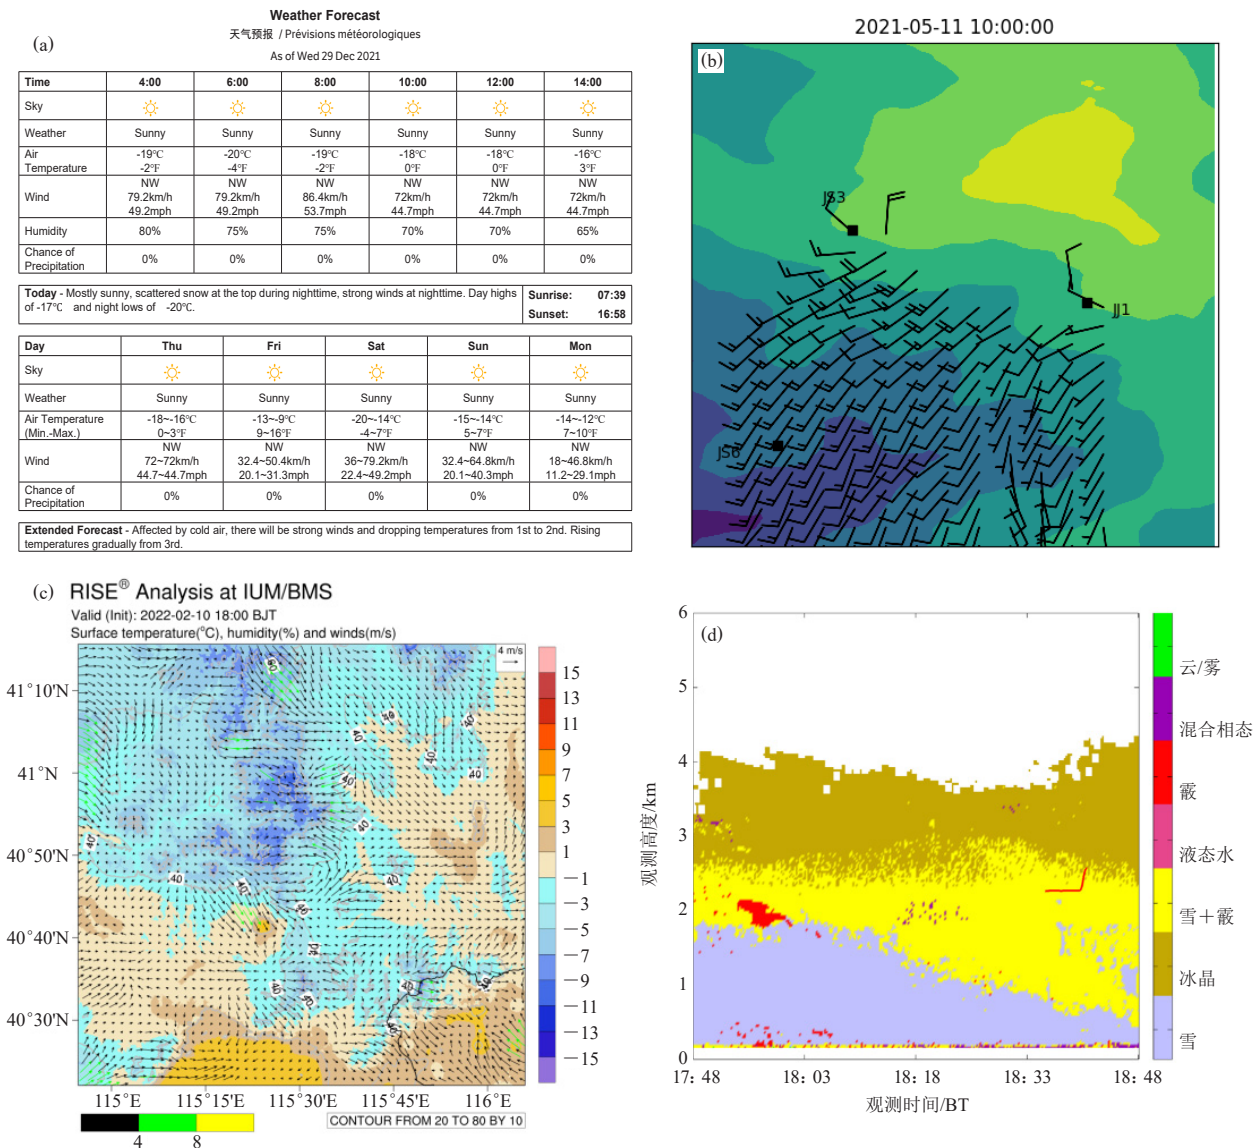 Weather Forecast
天气预报 / Prévisions météorologiques
(a)
As of Wed 29 Dec 2021
Time 4:00 6:00 8:00 10:00 12:00 14:00
Sky
Weather Sunny Sunny Sunny Sunny Sunny Sunny
Air Temperature -19℃ -20℃ -19℃ -18℃ -18℃ -16℃
-2℉ -4℉ -2℉ 0℉ 0℉ 3℉
Wind NW NW NW NW NW NW
79.2km/h 79.2km/h 86.4km/h 72km/h 72km/h 72km/h
49.2mph 49.2mph 53.7mph 44.7mph 44.7mph 44.7mph
Humidity 80% 75% 75% 70% 70% 65%
Chance of Precipitation 0% 0% 0% 0% 0% 0%
Today - Mostly sunny, scattered snow at the top during nighttime, strong winds at nighttime. Day highs
of -17℃ and night lows of -20℃.
Sunrise: 07:39
Sunset: 16:58
Day Thu Fri Sat Sun Mon
Sky
Weather Sunny Sunny Sunny Sunny Sunny
Air Temperature (Min.-Max.) -18~-16℃ -13~-9℃ -20~-14℃ -15~-14℃ -14~-12℃
0~3℉ 9~16℉ -4~7℉ 5~7℉ 7~10℉
Wind NW NW NW NW NW
72~72km/h 32.4~50.4km/h 36~79.2km/h 32.4~64.8km/h 18~46.8km/h
44.7~44.7mph 20.1~31.3mph 22.4~49.2mph 20.1~40.3mph 11.2~29.1mph
Chance of Precipitation 0% 0% 0% 0% 0%
Extended Forecast - Affected by cold air, there will be strong winds and dropping temperatures from 1st to 2nd. Rising
temperatures gradually from 3rd.
2021-05-11 10:00:00
(b)
JS3
JJ1
JS6
(c) RISE® Analysis at IUM/BMS
Valid (Init): 2022-02-10 18:00 BJT
Surface temperature(°C), humidity(%) and winds(m/s)
4 m/s
41°10'N
41°N
40°50'N
40°40'N
40°30'N
115°E 115°15'E 115°30'E 115°45'E 116°E
15
13
11
9
7
5
3
1
−1
−3
−5
−7
−9
−11
−13
−15
4 8
CONTOUR FROM 20 TO 80 BY 10
(d)
观测高度/km
6
5
4
3
2
1
0
17: 48 18: 03 18: 18 18: 33 18: 48
观测时间/BT
云/雾
混合相态
霰
液态水
雪＋霰
冰晶
雪